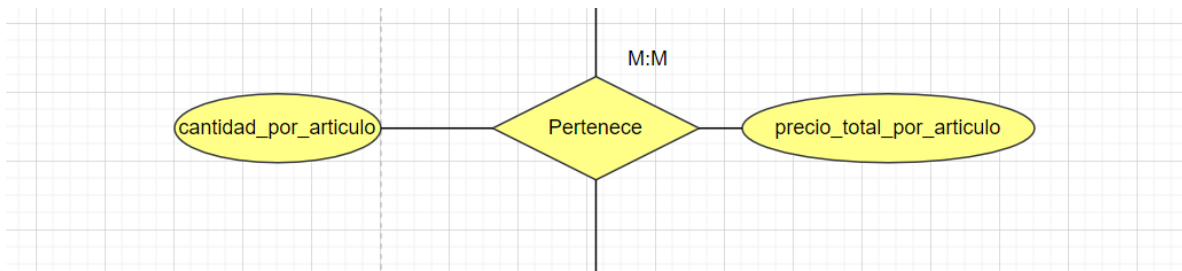 M:M
cantidad_por_articulo
Pertenece
precio_total_por_articulo